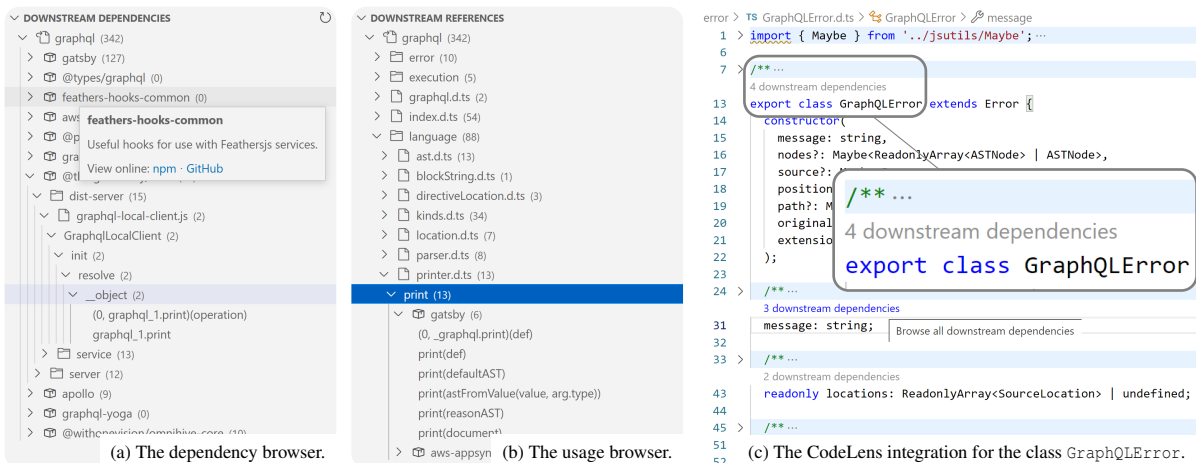 DOWNSTREAM DEPENDENCIES
graphql (342)
gatsby (127)
@types/graphql (0)
feathers-hooks-common (0)
feathers-hooks-common
Useful hooks for use with Feathersjs services.
View online: npm · GitHub
dist-server (15)
graphql-local-client.js (2)
GraphqlLocalClient (2)
init (2)
resolve (2)
__object (2)
(0, graphql_1.print)(operation)
graphql_1.print
service (13)
server (12)
apollo (9)
graphql-yoga (0)
(a) The dependency browser.
DOWNSTREAM REFERENCES
graphql (342)
error (10)
execution (5)
graphql.d.ts (2)
index.d.ts (54)
language (88)
ast.d.ts (13)
blockString.d.ts (1)
directiveLocation.d.ts (3)
kinds.d.ts (34)
location.d.ts (7)
parser.d.ts (8)
printer.d.ts (13)
print (13)
gatsby (6)
(0, _graphql.print)(def)
print(def)
print(defaultAST)
print(astFromValue(value, arg.type))
print(reasonAST)
print(document)
aws-appsyn
(b) The usage browser.
error > TS GraphQLError.d.ts > GraphQLError > message
1 > import { Maybe } from '../jsutils/Maybe'; ···
6
7 > /** ···
4 downstream dependencies
13 export class GraphQLError extends Error {
14 constructor(
15 message: string,
16 nodes?: Maybe<ReadonlyArray<ASTNode> | ASTNode>,
17 source?:
18 position
19 path?: M
20 original
21 extensio
22 );
23
24 > /** ···
3 downstream dependencies
31 message: string;
Browse all downstream dependencies
32
33 > /** ···
2 downstream dependencies
43 readonly locations: ReadonlyArray<SourceLocation> | undefined;
44
45 > /** ···
51
52
/** ···
4 downstream dependencies
export class GraphQLError
(c) The CodeLens integration for the class GraphQLError.